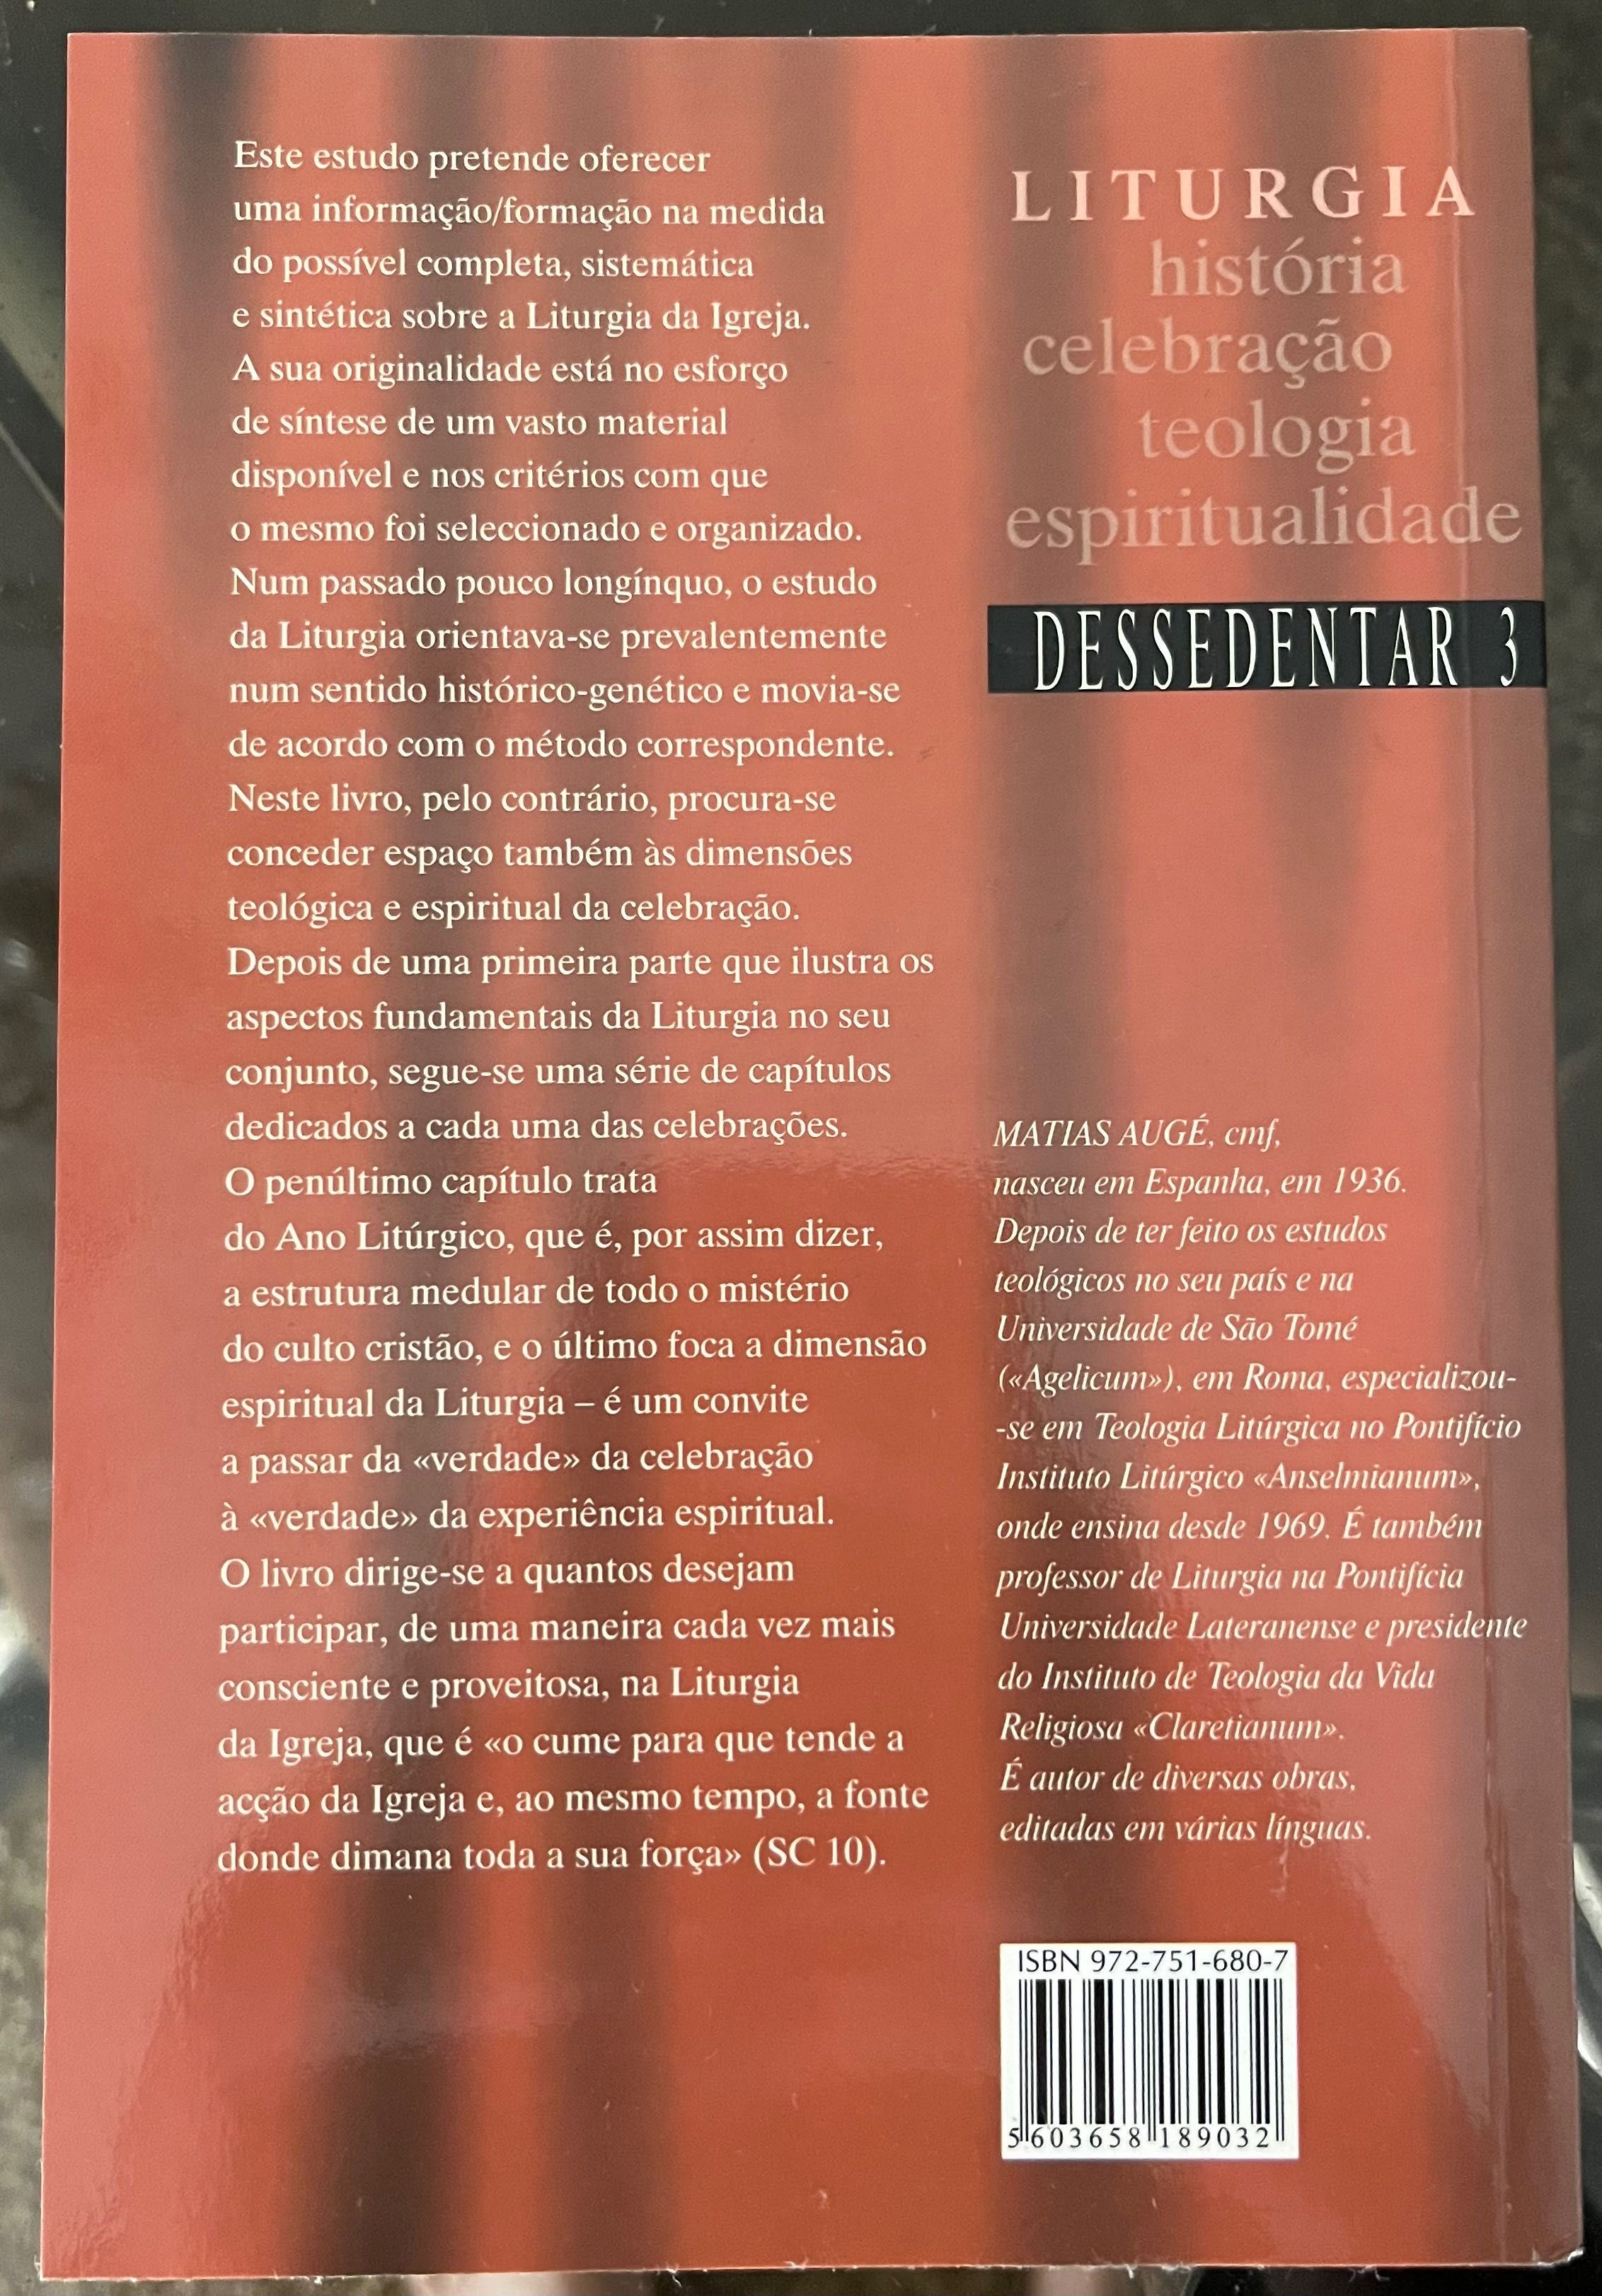 Este estudo pretende oferecer
uma informação/formação na medida
do possível completa, sistemática
e sintética sobre a Liturgia da Igreja.
A sua originalidade está no esforço
de síntese de um vasto material
disponível e nos critérios com que
o mesmo foi seleccionado e organizado.
Num passado pouco longínquo, o estudo
da Liturgia orientava-se prevalentemente
num sentido histórico-genético e movia-se
de acordo com o método correspondente.
Neste livro, pelo contrário, procura-se
conceder espaço também às dimensões
teológica e espiritual da celebração.
Depois de uma primeira parte que ilustra os
aspectos fundamentais da Liturgia no seu
conjunto, segue-se uma série de capítulos
dedicados a cada uma das celebrações.
O penúltimo capítulo trata
do Ano Litúrgico, que é, por assim dizer,
a estrutura medular de todo o mistério
do culto cristão, e o último foca a dimensão
espiritual da Liturgia – é um convite
a passar da «verdade» da celebração
à «verdade» da experiência espiritual.
O livro dirige-se a quantos desejam
participar, de uma maneira cada vez mais
consciente e proveitosa, na Liturgia
da Igreja, que é «o cume para que tende a
acção da Igreja e, ao mesmo tempo, a fonte
donde dimana toda a sua força» (SC 10).
LITURGIA
história
celebração
teologia
espiritualidade
DESSEDENTAR 3
MATIAS AUGÉ, cmf,
nasceu em Espanha, em 1936.
Depois de ter feito os estudos
teológicos no seu país e na
Universidade de São Tomé
(«Agelicum»), em Roma, especializou-
-se em Teologia Litúrgica no Pontifício
Instituto Litúrgico «Anselmianum»,
onde ensina desde 1969. É também
professor de Liturgia na Pontifícia
Universidade Lateranense e presidente
do Instituto de Teologia da Vida
Religiosa «Claretianum».
É autor de diversas obras,
editadas em várias línguas.
ISBN 972-751-680-7
5 603658 189032